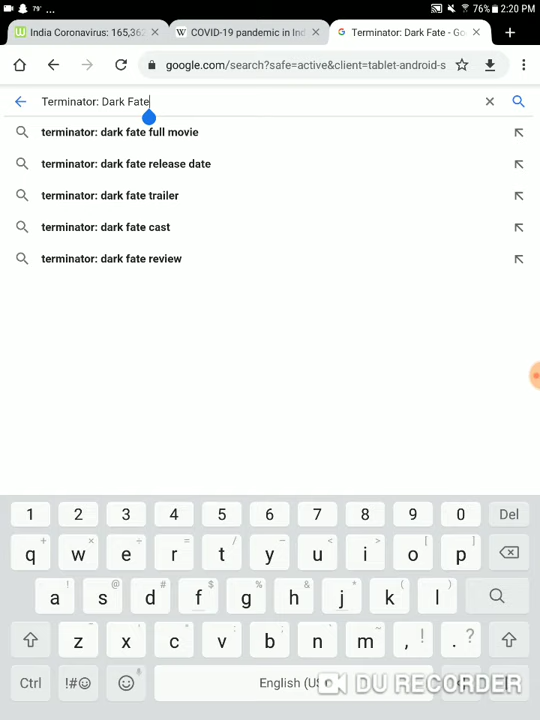 79° ... 76% 2:20 PM
India Coronavirus: 165,362 COVID-19 pandemic in Ind Terminator: Dark Fate - Go
google.com/search?safe=active&client=tablet-android-s
Terminator: Dark Fate
terminator: dark fate full movie
terminator: dark fate release date
terminator: dark fate trailer
terminator: dark fate cast
terminator: dark fate review
1 2 3 4 5 6 7 8 9 0 Del
q w e r t y u i o p
a s d f g h j k l
z x c v b n m , ! . ?
Ctrl !#☺ English (US)
DU RECORDER